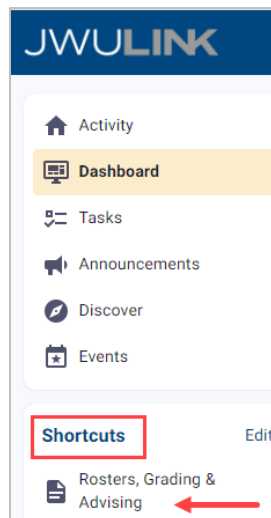 JWULINK
Activity
Dashboard
Tasks
Announcements
Discover
Events
Shortcuts Edit
Rosters, Grading &
Advising